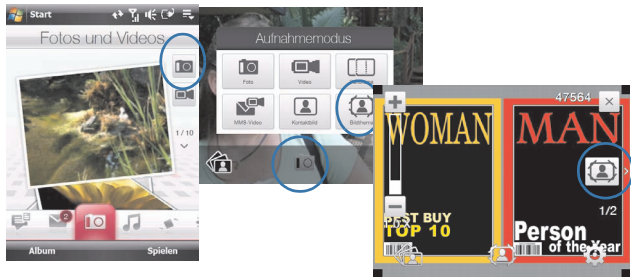 Start
Fotos und Videos
1 / 10
2
Album
Spielen
Aufnahmemodus
Foto
Video
MMS-Video
Kontaktbild
Bildthema
47564
WOMAN
BEST BUY
TOP 10
MAN
1/2
Person
of the Year